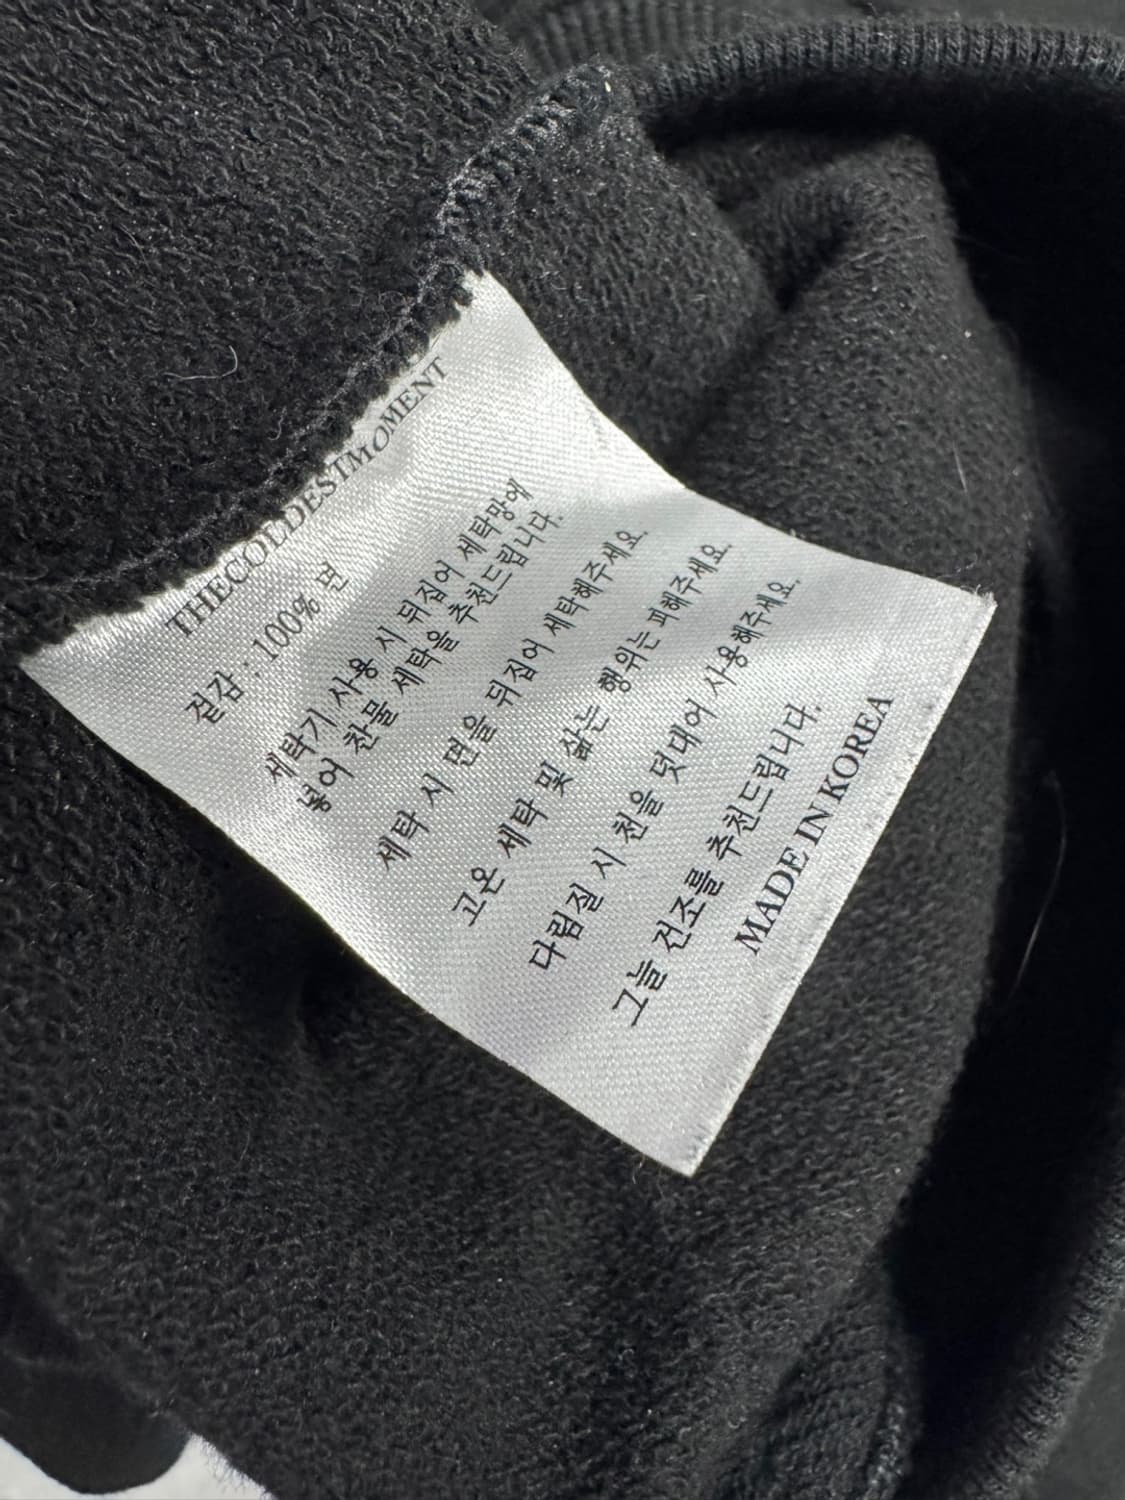 THECOLDESTMOMENT
겉감 : 100% 면
세탁기 사용 시 뒤집어 세탁망에
넣어 찬물 세탁을 추천드립니다.
세탁 시 면을 뒤집어 세탁해주세요.
고온 세탁 및 삶는 행위는 피해주세요.
다림질 시 천을 덧대어 사용해주세요.
그늘 건조를 추천드립니다.
MADE IN KOREA